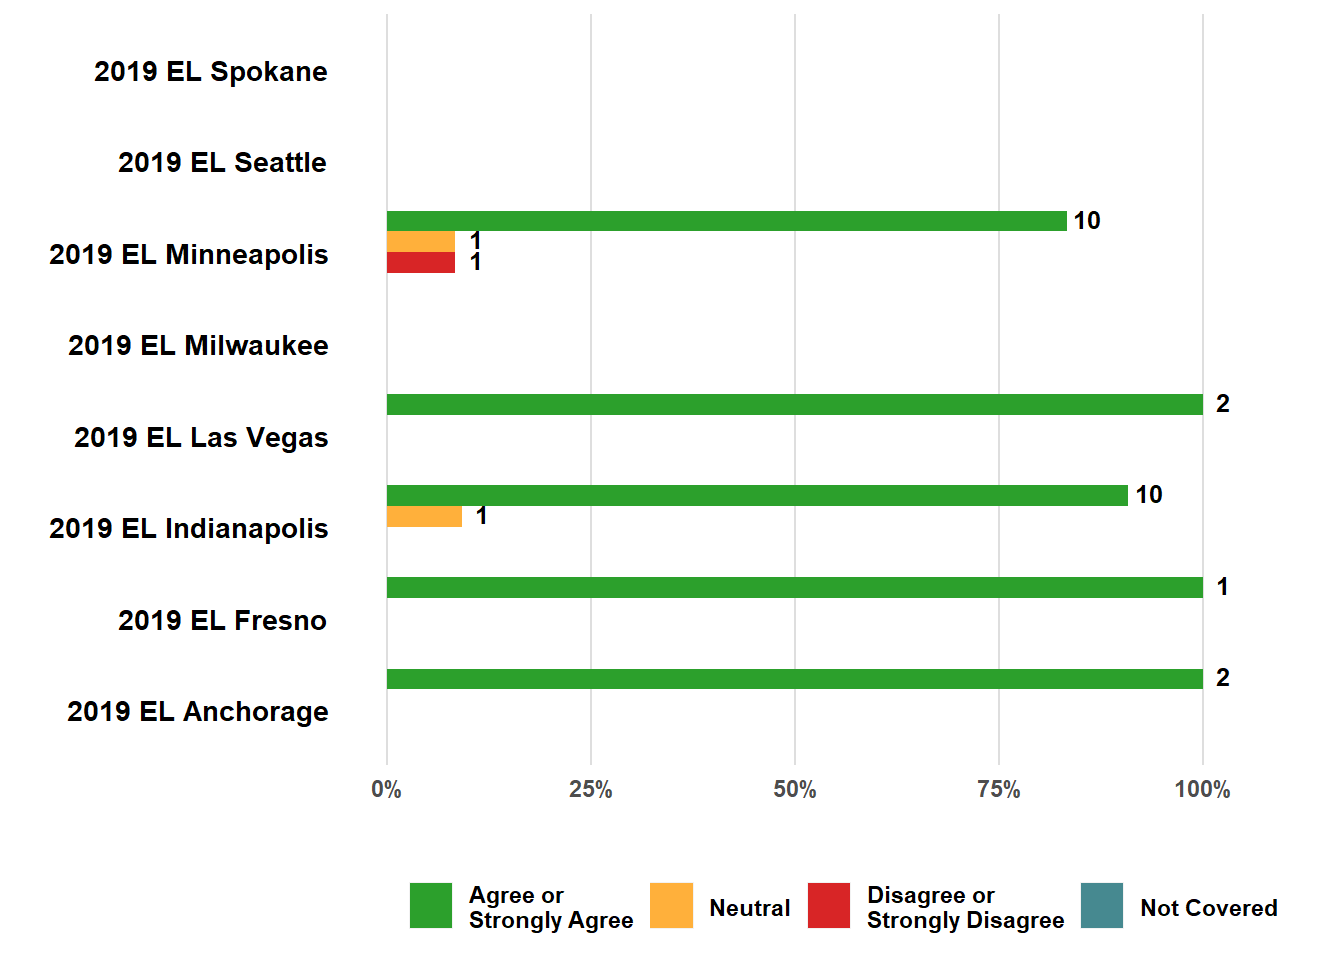 2019 EL Spokane
2019 EL Seattle
10
1
2019 EL Minneapolis
1
2019 EL Milwaukee
2
2019 EL Las Vegas
10
1
2019 EL Indianapolis
1
2019 EL Fresno
2
2019 EL Anchorage
0% 25% 50% 75% 100%
Agree or
Strongly Agree
Neutral
Disagree or
Strongly Disagree
Not Covered